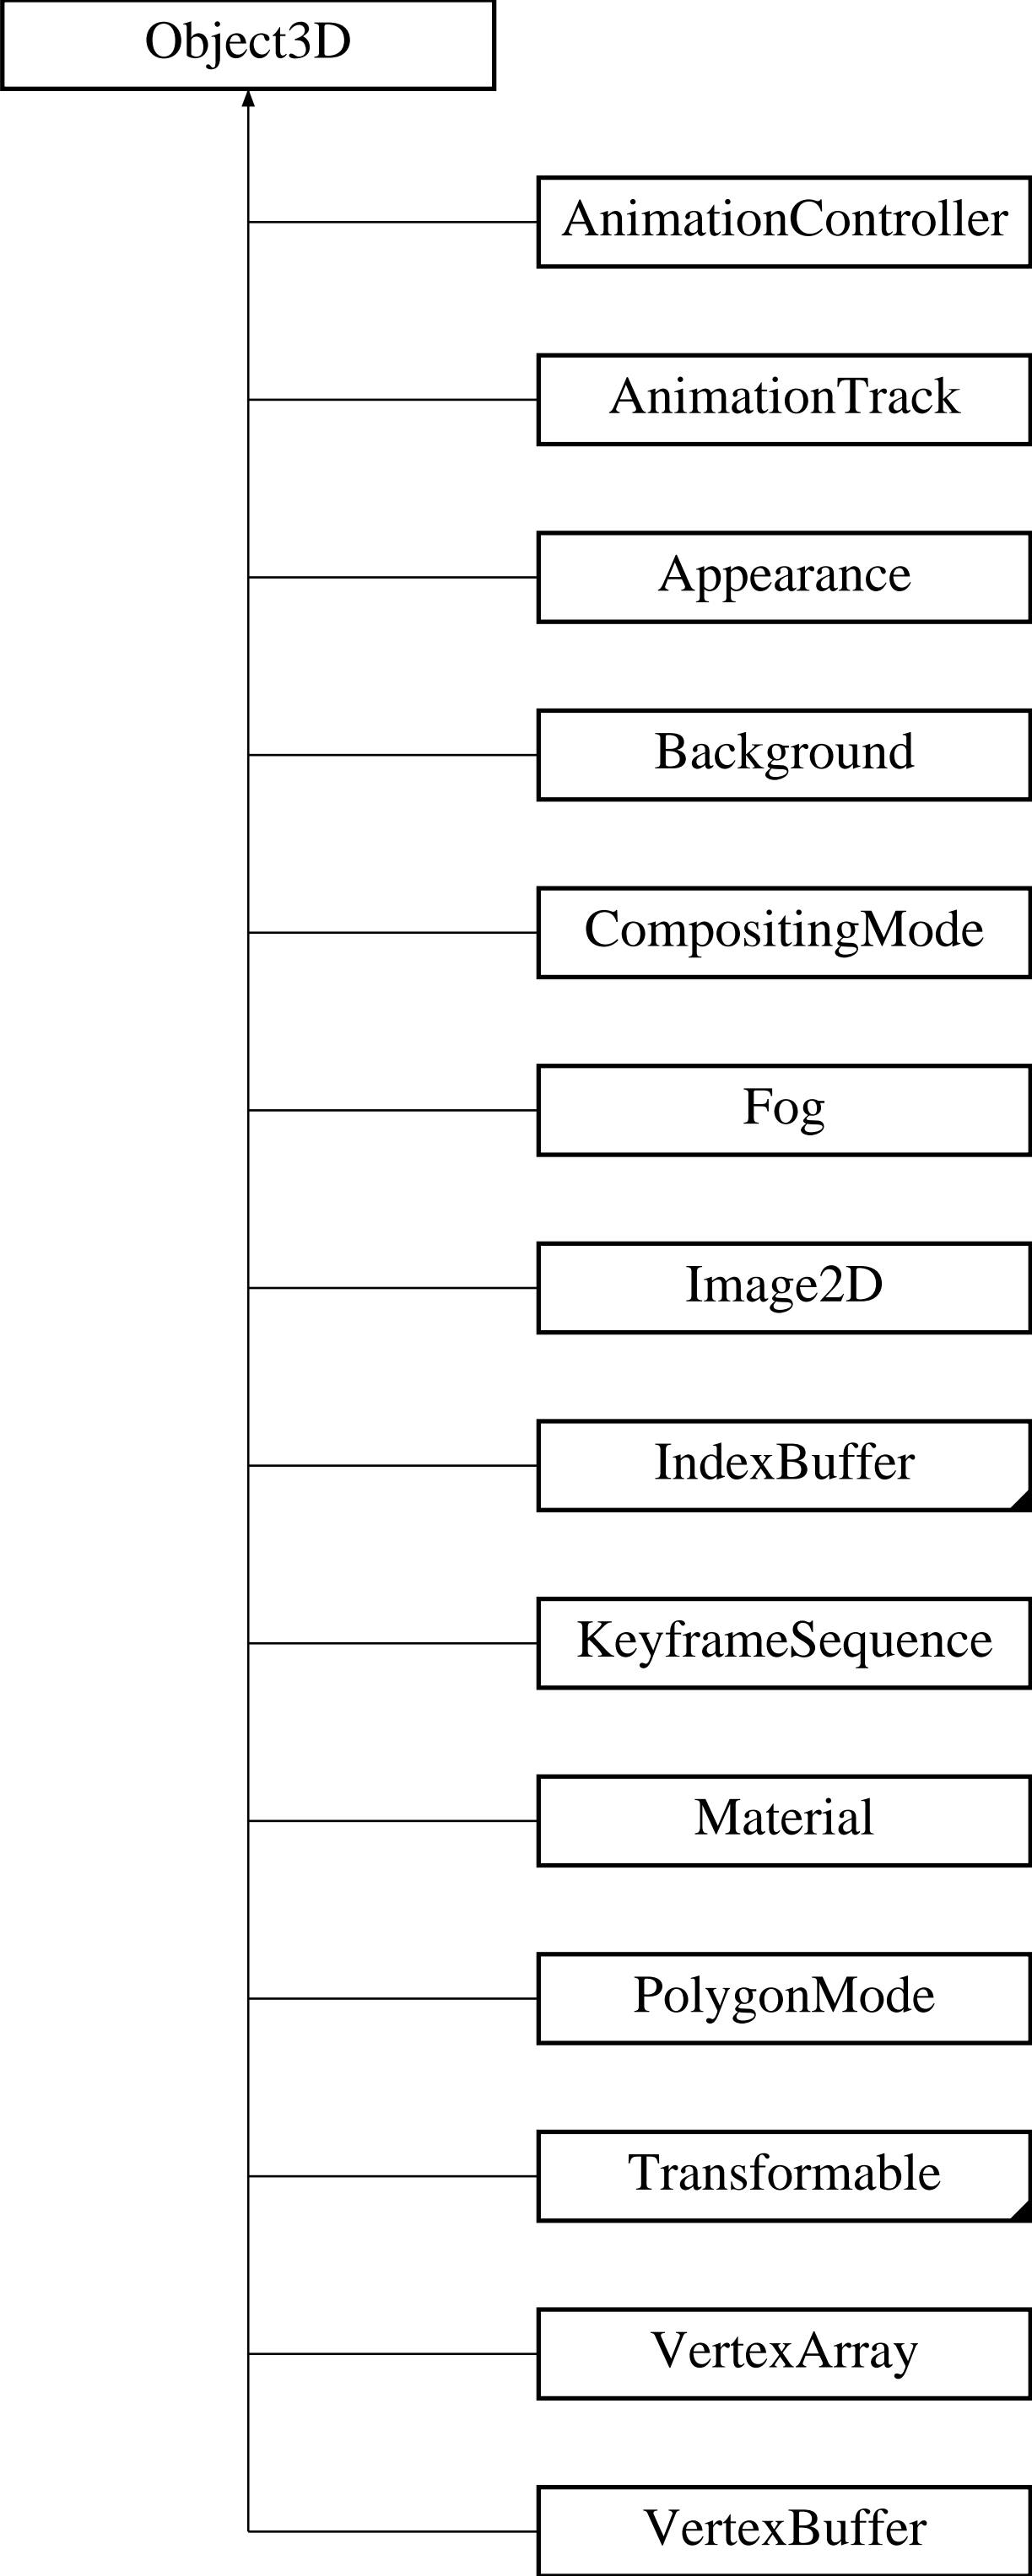 Object3D
AnimationController
AnimationTrack
Appearance
Background
CompositingMode
Fog
Image2D
IndexBuffer
KeyframeSequence
Material
PolygonMode
Transformable
VertexArray
VertexBuffer